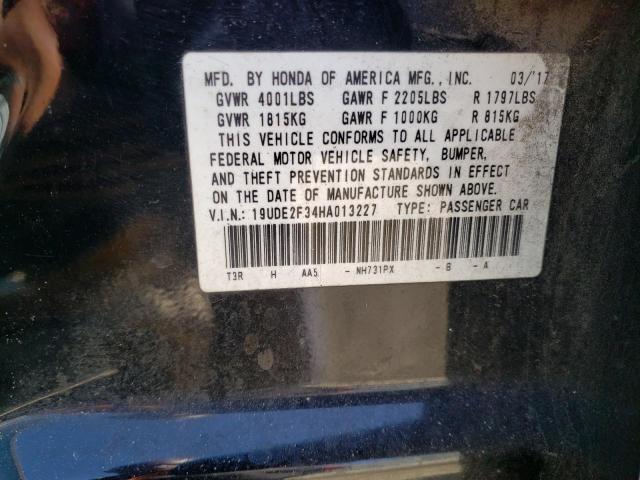 MFD. BY HONDA OF AMERICA MFG., INC. 03/'17
GVWR 4001LBS GAWR F 2205LBS R 1797LBS
GVWR 1815KG GAWR F 1000KG R 815KG
THIS VEHICLE CONFORMS TO ALL APPLICABLE
FEDERAL MOTOR VEHICLE SAFETY, BUMPER,
AND THEFT PREVENTION STANDARDS IN EFFECT
ON THE DATE OF MANUFACTURE SHOWN ABOVE.
V.I.N.: 19UDE2F34HA013227 TYPE: PASSENGER CAR
T3R H AA5 - NH731PX - B - A